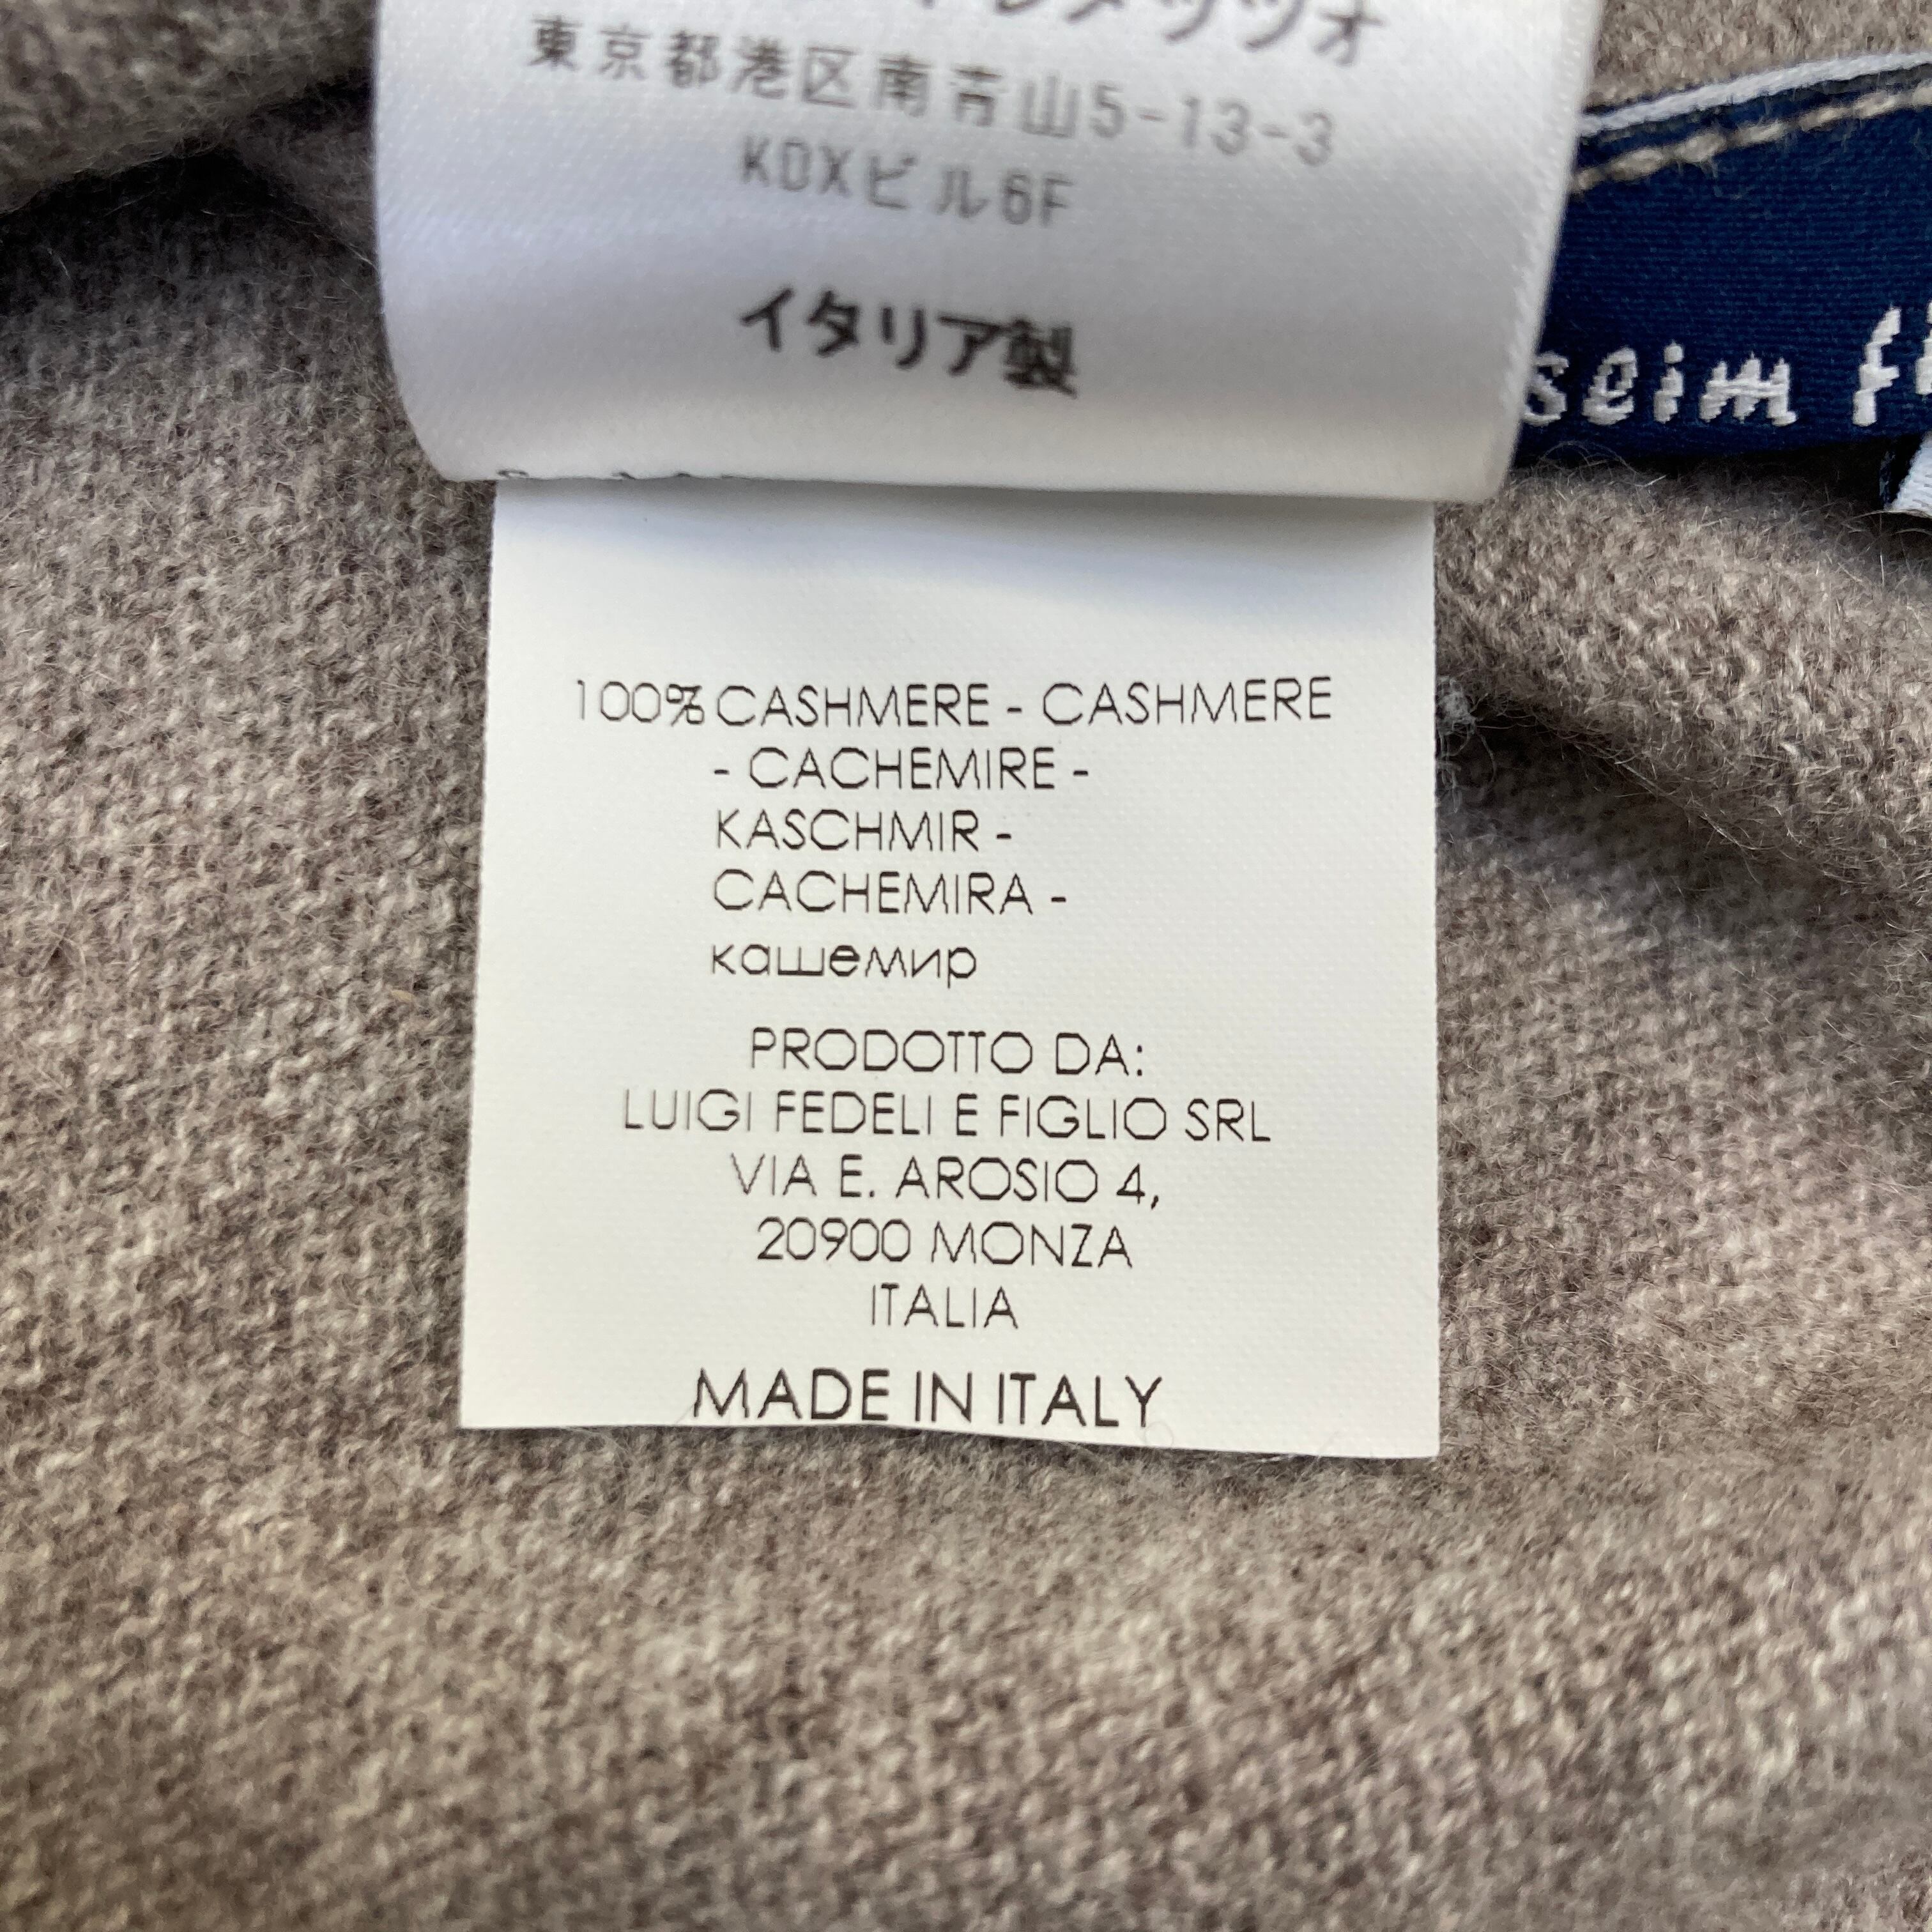 東京都港区南青山5-13-3
KDXビル6F
イタリア製
seim
100% CASHMERE - CASHMERE
- CACHEMIRE -
KASCHMIR -
CACHEMIRA -
кашемир
PRODOTTO DA:
LUIGI FEDELI E FIGLIO SRL
VIA E. AROSIO 4,
20900 MONZA
ITALIA
MADE IN ITALY